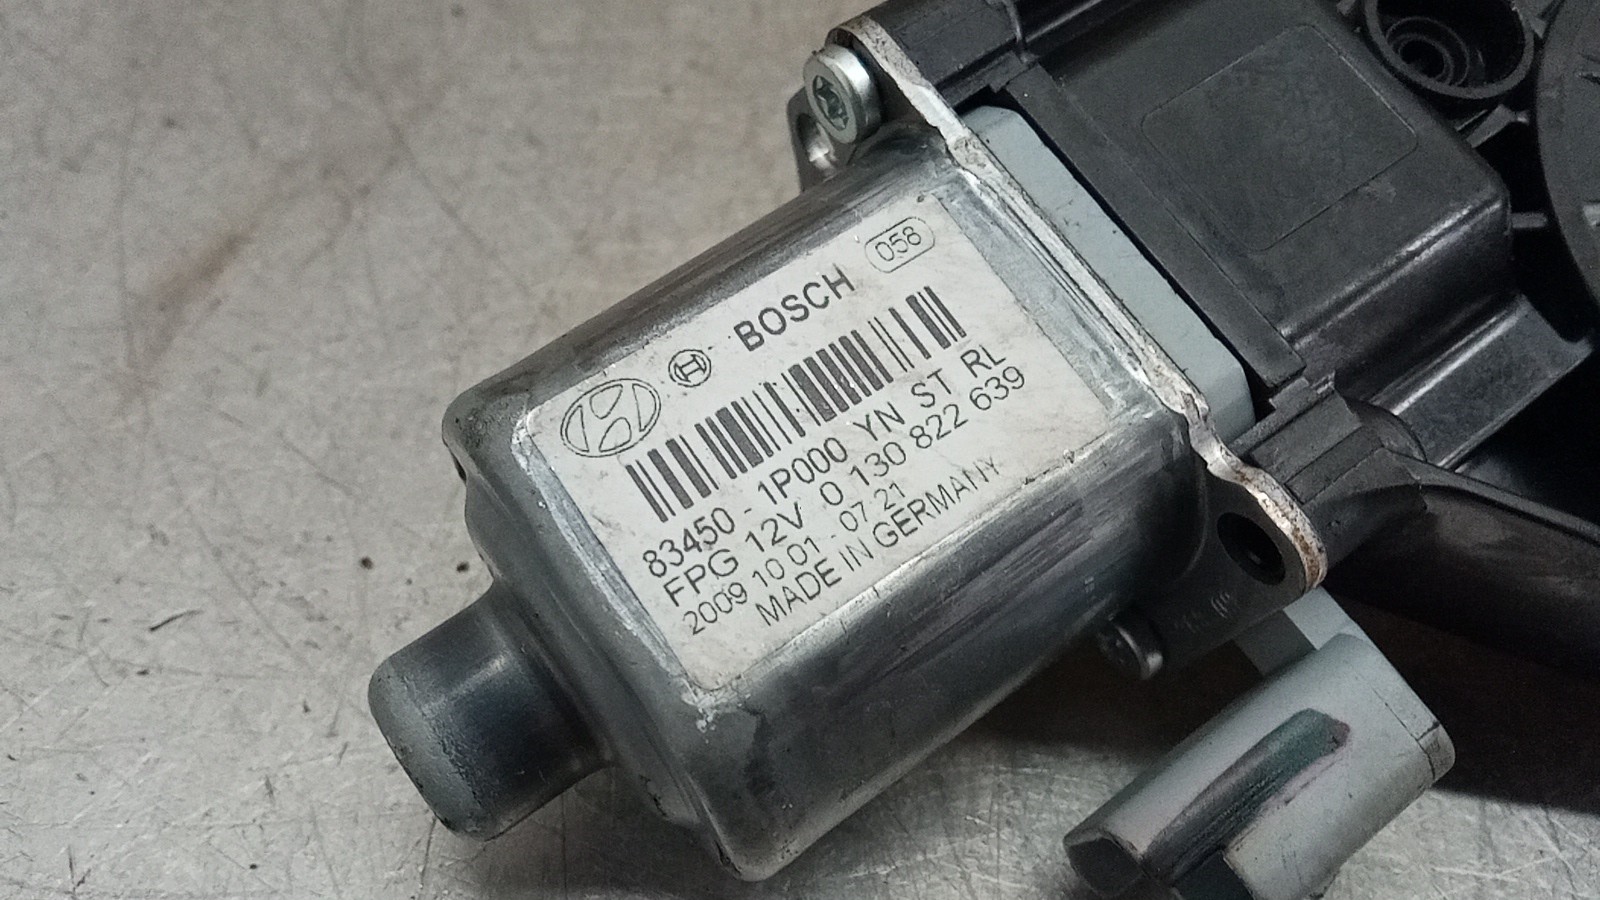 058
BOSCH
83450 - 1P000 YN ST RL
FPG 12V 0 130 822 639
2009 10 01 - 07 21
MADE IN GERMANY